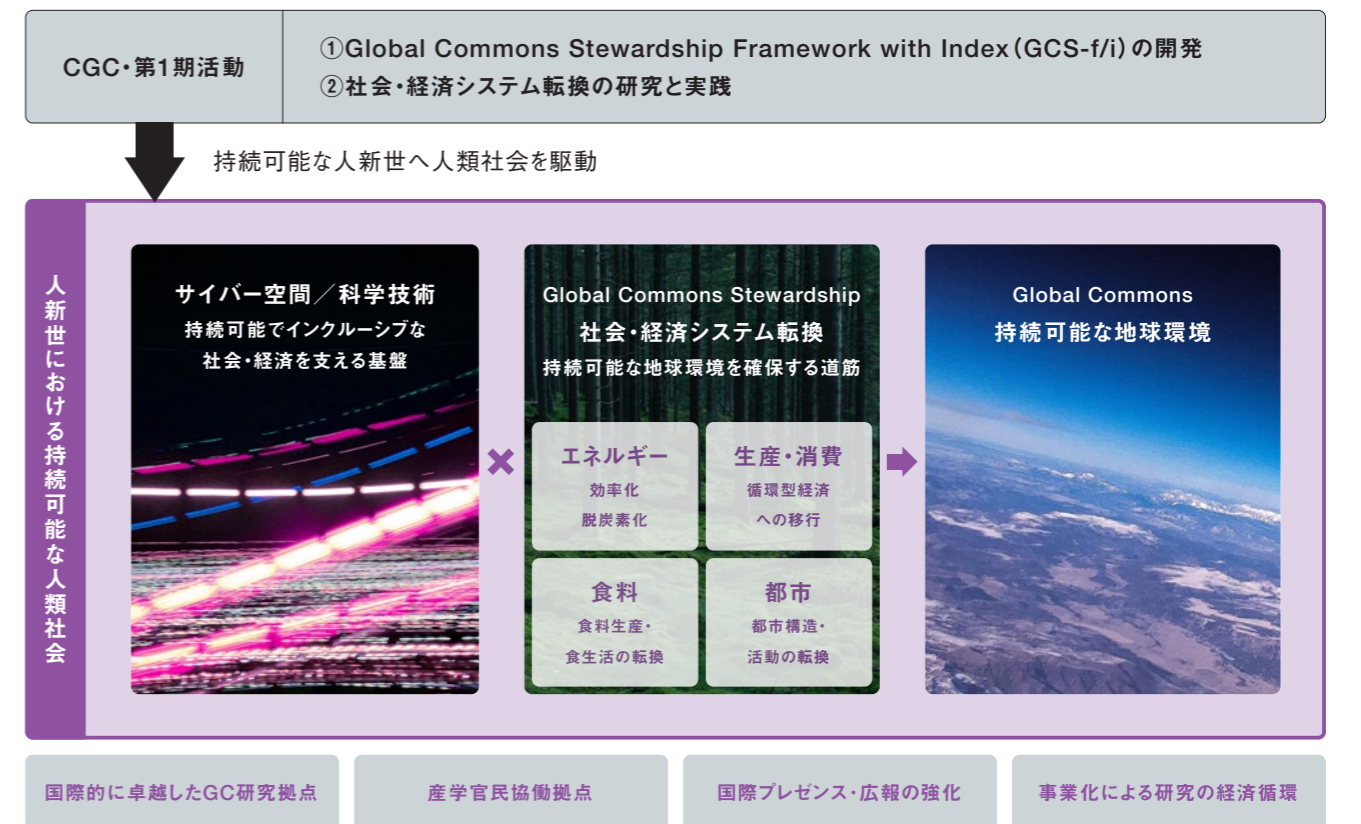 CGC・第1期活動
①Global Commons Stewardship Framework with Index(GCS-f/i)の開発
②社会・経済システム転換の研究と実践
持続可能な人新世へ人類社会を駆動
人新世における持続可能な人類社会
サイバー空間／科学技術
持続可能でインクルーシブな
社会・経済を支える基盤
Global Commons Stewardship
社会・経済システム転換
持続可能な地球環境を確保する道筋
エネルギー
効率化
脱炭素化
生産・消費
循環型経済
への移行
食料
食料生産・
食生活の転換
都市
都市構造・
活動の転換
Global Commons
持続可能な地球環境
国際的に卓越したGC研究拠点
産学官民協働拠点
国際プレゼンス・広報の強化
事業化による研究の経済循環